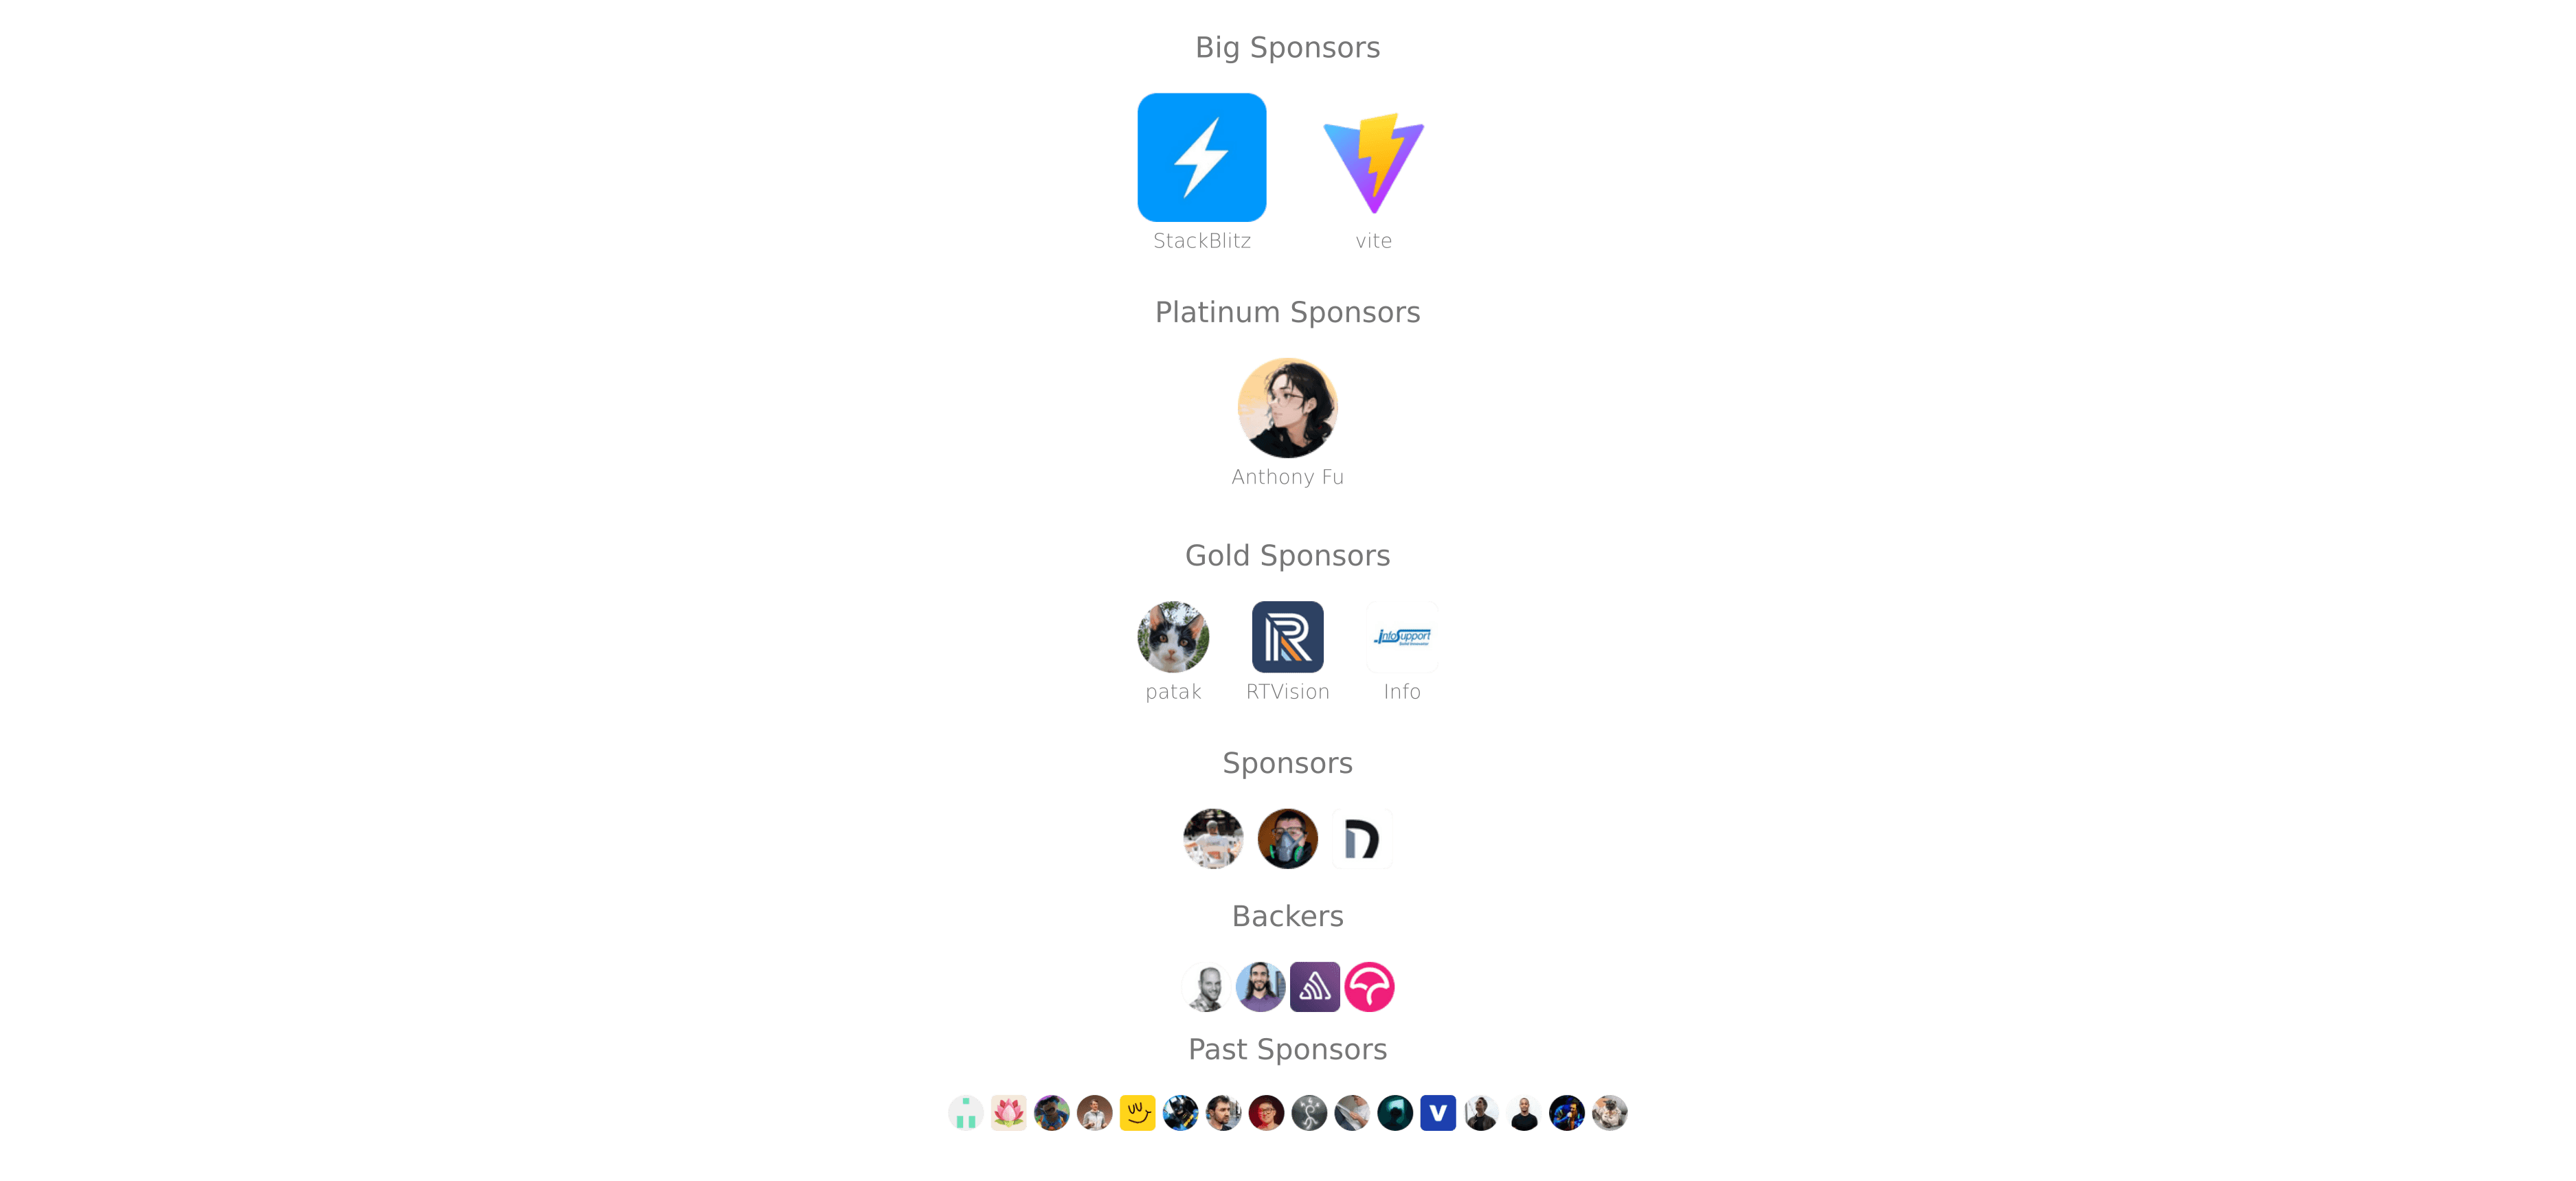 Big Sponsors
StackBlitz
vite
Platinum Sponsors
Anthony Fu
Gold Sponsors
infoSupport
patak
RTVision
Info
Sponsors
Backers
Past Sponsors
V